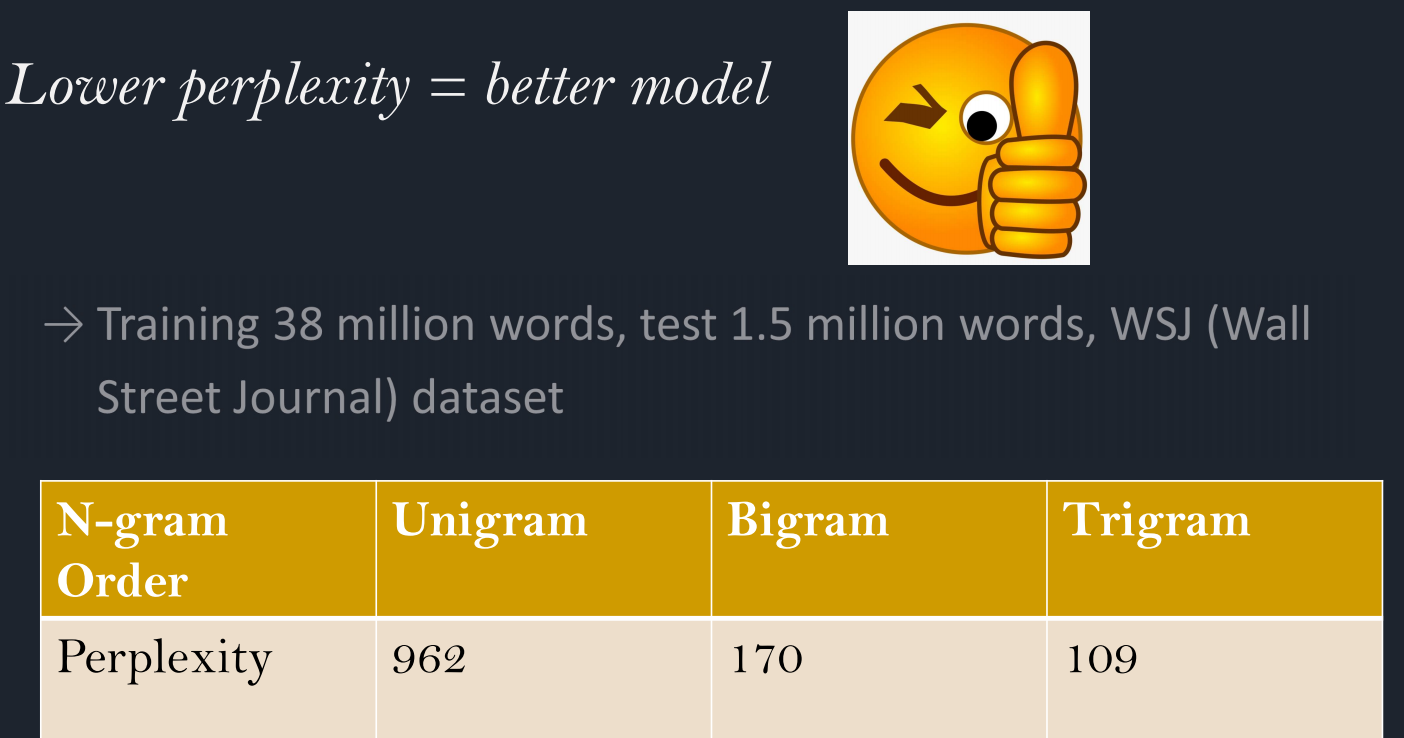 Lower perplexity = better model
→ Training 38 million words, test 1.5 million words, WSJ (Wall
Street Journal) dataset
N-gram Order Unigram Bigram Trigram
Perplexity 962 170 109